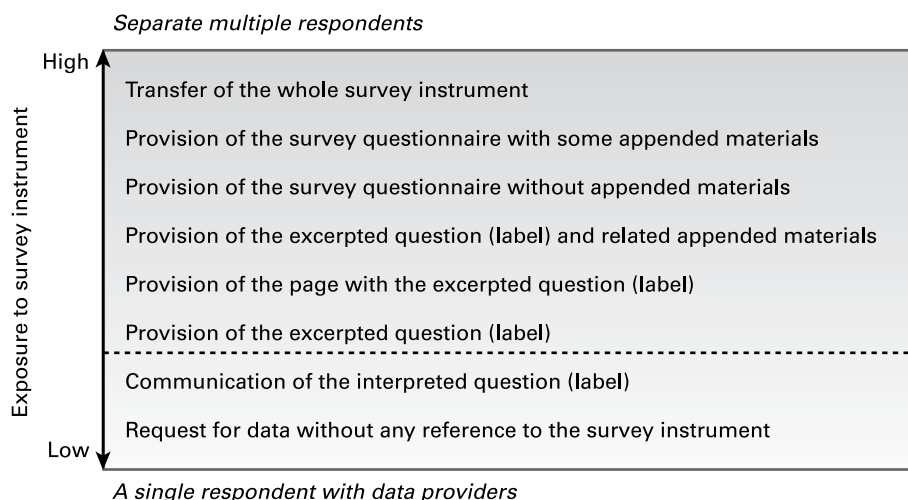 Separate multiple respondents
High
Transfer of the whole survey instrument
Provision of the survey questionnaire with some appended materials
Provision of the survey questionnaire without appended materials
Provision of the excerpted question (label) and related appended materials
Provision of the page with the excerpted question (label)
Provision of the excerpted question (label)
Communication of the interpreted question (label)
Request for data without any reference to the survey instrument
Low
Exposure to survey instrument
A single respondent with data providers